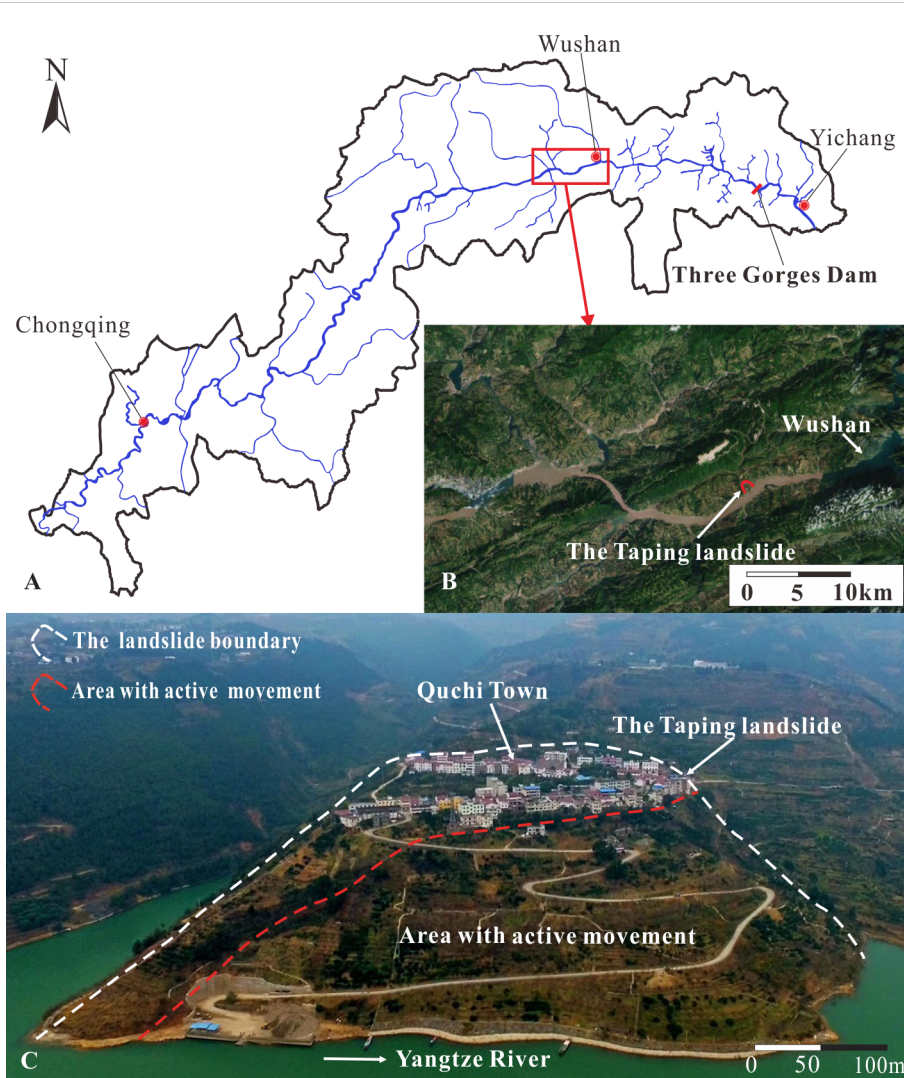 N
Wushan
Yichang
Three Gorges Dam
Chongqing
A
Wushan
The Taping landslide
B
0 5 10km
The landslide boundary
Area with active movement
Quchi Town
The Taping landslide
Area with active movement
C
Yangtze River
0 50 100m